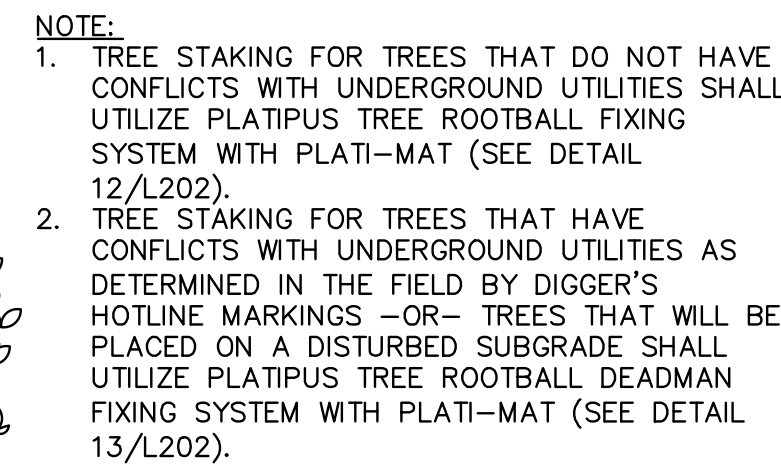 NOTE:
1. TREE STAKING FOR TREES THAT DO NOT HAVE
CONFLICTS WITH UNDERGROUND UTILITIES SHALL
UTILIZE PLATIPUS TREE ROOTBALL FIXING
SYSTEM WITH PLATI–MAT (SEE DETAIL
12/L202).
2. TREE STAKING FOR TREES THAT HAVE
CONFLICTS WITH UNDERGROUND UTILITIES AS
DETERMINED IN THE FIELD BY DIGGER'S
HOTLINE MARKINGS –OR– TREES THAT WILL BE
PLACED ON A DISTURBED SUBGRADE SHALL
UTILIZE PLATIPUS TREE ROOTBALL DEADMAN
FIXING SYSTEM WITH PLATI–MAT (SEE DETAIL
13/L202).